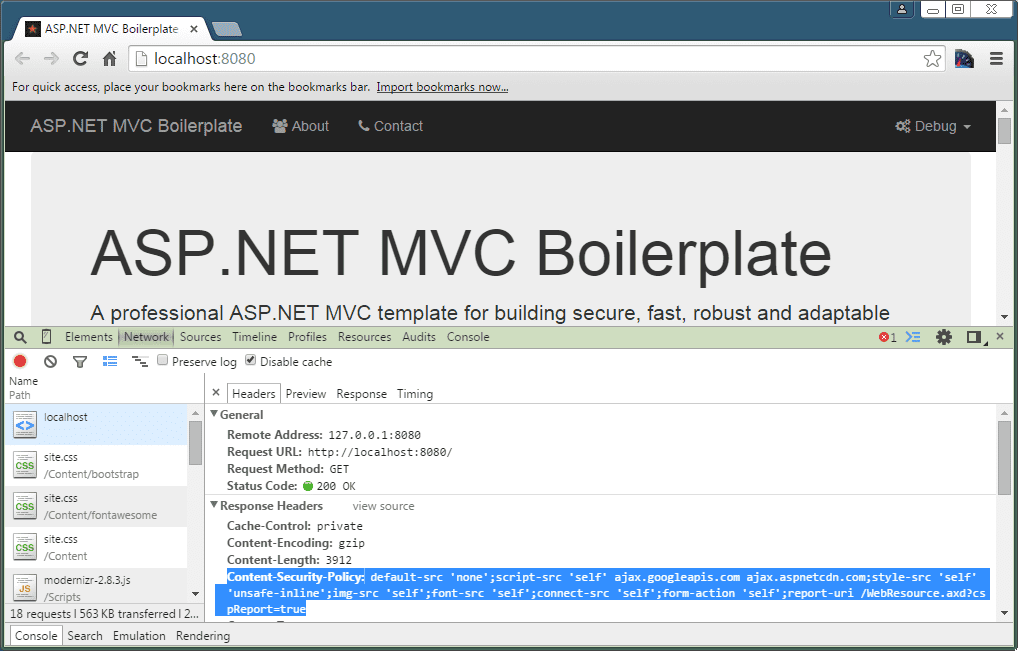 ASP.NET MVC Boilerplate
localhost:8080
For quick access, place your bookmarks here on the bookmarks bar. Import bookmarks now...
ASP.NET MVC Boilerplate About Contact Debug
ASP.NET MVC Boilerplate
A professional ASP.NET MVC template for building secure, fast, robust and adaptable
Elements Network Sources Timeline Profiles Resources Audits Console 1
Preserve log Disable cache
Name
Path
Headers Preview Response Timing
localhost
site.css
/Content/bootstrap
site.css
/Content/fontawesome
site.css
/Content
modernizr-2.8.3.js
/Scripts
18 requests | 563 KB transferred | 2...
General
Remote Address: 127.0.0.1:8080
Request URL: http://localhost:8080/
Request Method: GET
Status Code: 200 OK
Response Headers view source
Cache-Control: private
Content-Encoding: gzip
Content-Length: 3912
Content-Security-Policy: default-src 'none';script-src 'self' ajax.googleapis.com ajax.aspnetcdn.com;style-src 'self'
'unsafe-inline';img-src 'self';font-src 'self';connect-src 'self';form-action 'self';report-uri /WebResource.axd?cs
pReport=true
Console Search Emulation Rendering